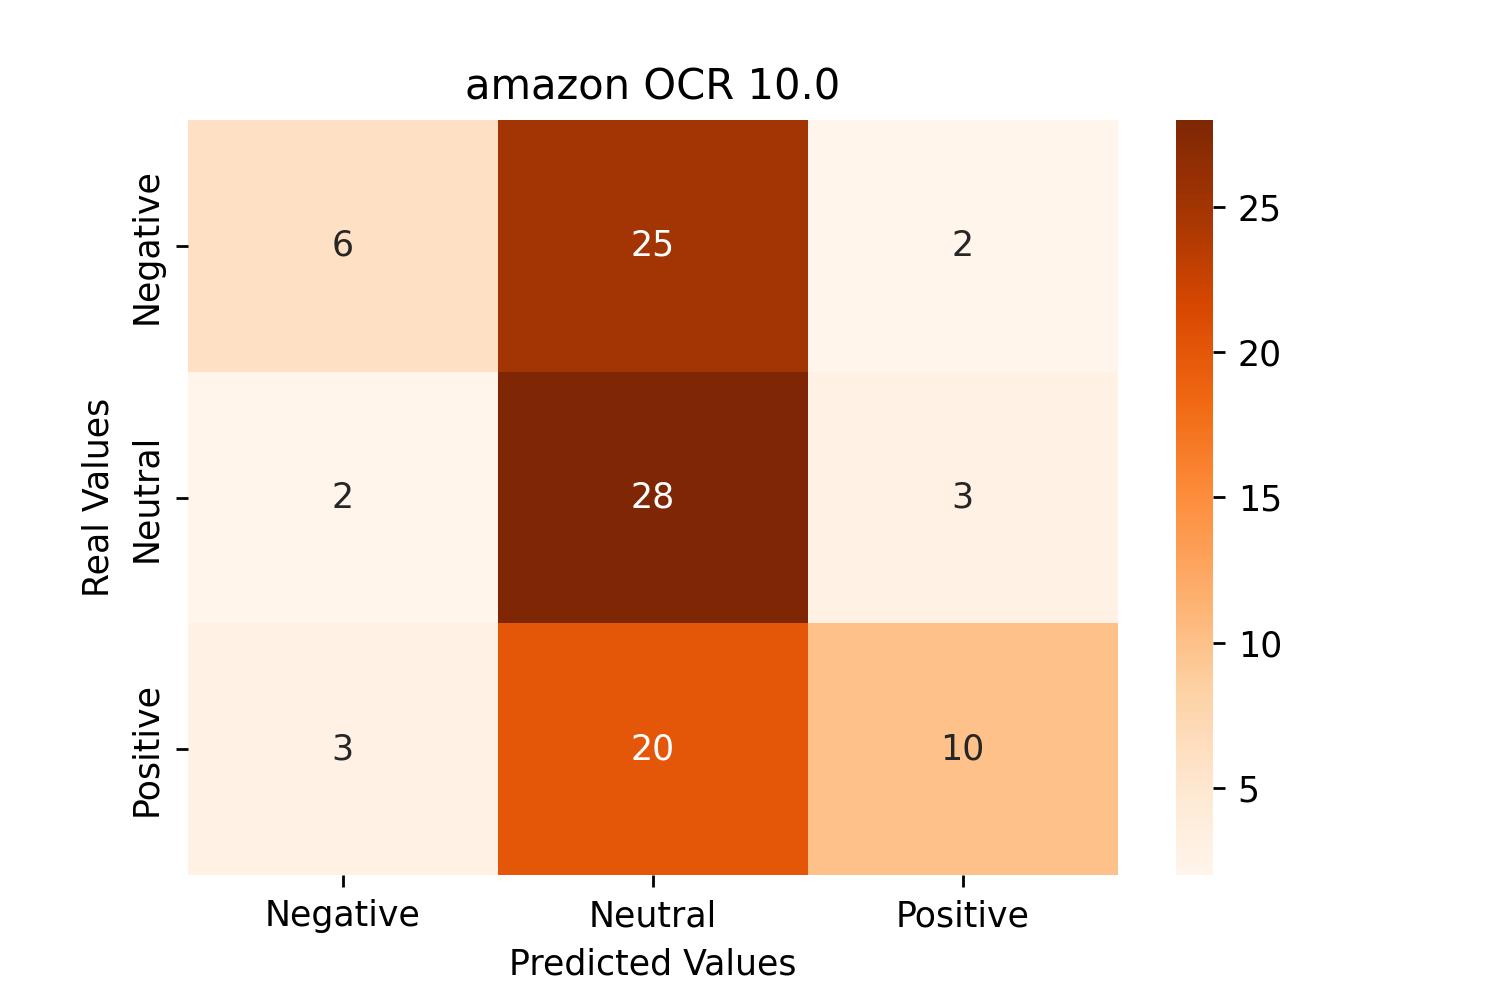 amazon OCR 10.0
Real Values
Negative
6 25 2
Neutral
2 28 3
Positive
3 20 10
Negative Neutral Positive
Predicted Values
25
20
15
10
5